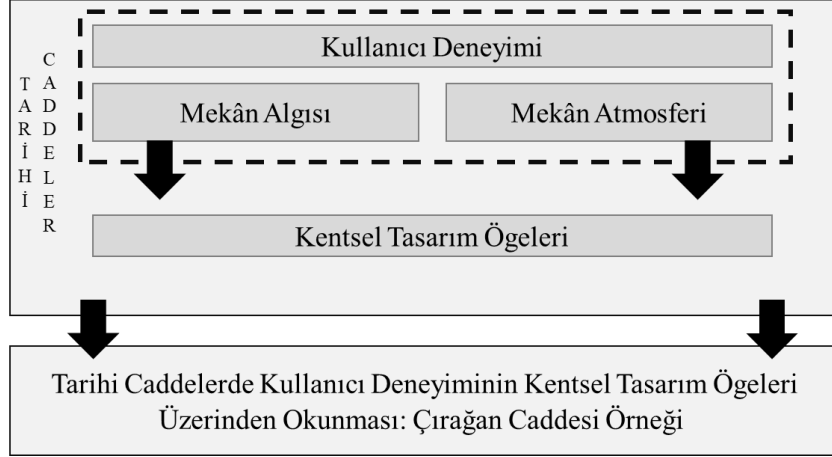 TARİHİ
CADDELER
Kullanıcı Deneyimi
Mekân Algısı
Mekân Atmosferi
Kentsel Tasarım Ögeleri
Tarihi Caddelerde Kullanıcı Deneyiminin Kentsel Tasarım Ögeleri
Üzerinden Okunması: Çırağan Caddesi Örneği